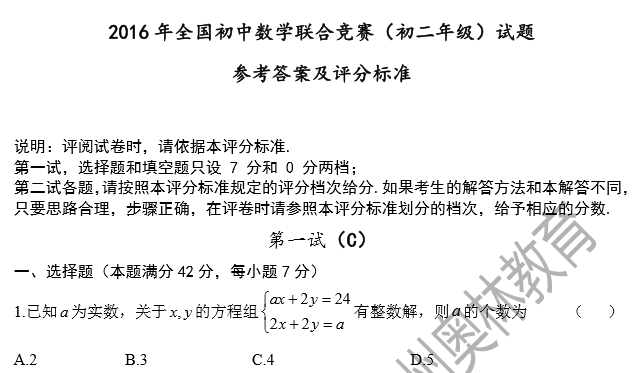 2016年全国初中数学联合竞赛（初二年级）试题
参考答案及评分标准
说明：评阅试卷时，请依据本评分标准.
第一试，选择题和填空题只设 7 分和 0 分两档；
第二试各题，请按照本评分标准规定的评分档次给分.如果考生的解答方法和本解答不同，
只要思路合理，步骤正确，在评卷时请参照本评分标准划分的档次，给予相应的分数.
第一试（C）
一、选择题（本题满分 42 分，每小题 7 分）
1.已知a为实数，关于x, y的方程组{ax+2y=24 2x+2y=a 有整数解，则a的个数为 （ ）
A.2 B.3 C.4 D.5
州奥林教育